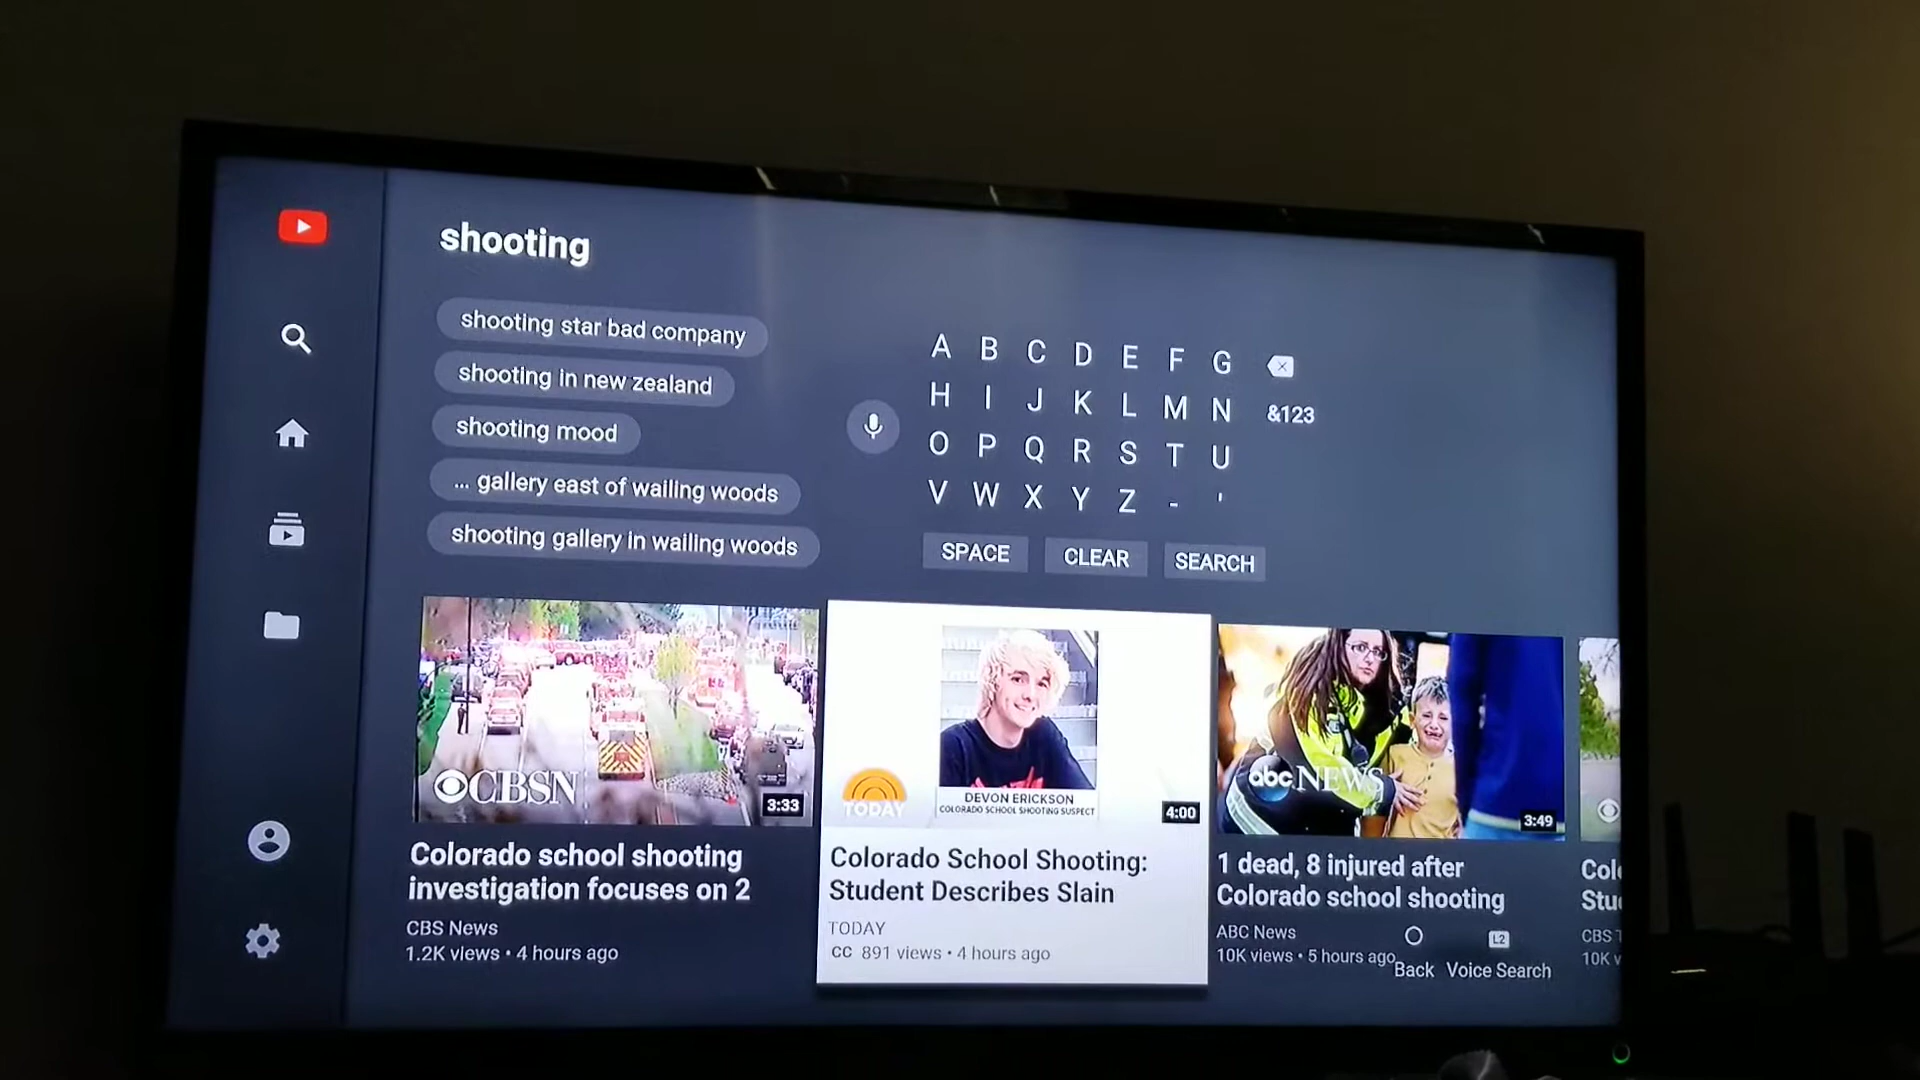 shooting
shooting star bad company
shooting in new zealand
shooting mood
... gallery east of wailing woods
shooting gallery in wailing woods
A B C D E F G
H I J K L M N &123
O P Q R S T U
V W X Y Z - '
SPACE CLEAR SEARCH
CBSN
3:33
Colorado school shooting
investigation focuses on 2
CBS News
1.2K views • 4 hours ago
TODAY
DEVON ERICKSON
COLORADO SCHOOL SHOOTING SUSPECT
4:00
Colorado School Shooting:
Student Describes Slain
TODAY
CC 891 views • 4 hours ago
abc NEWS
3:49
1 dead, 8 injured after
Colorado school shooting
ABC News
10K views • 5 hours ago
CBS
10K
L2
Back Voice Search